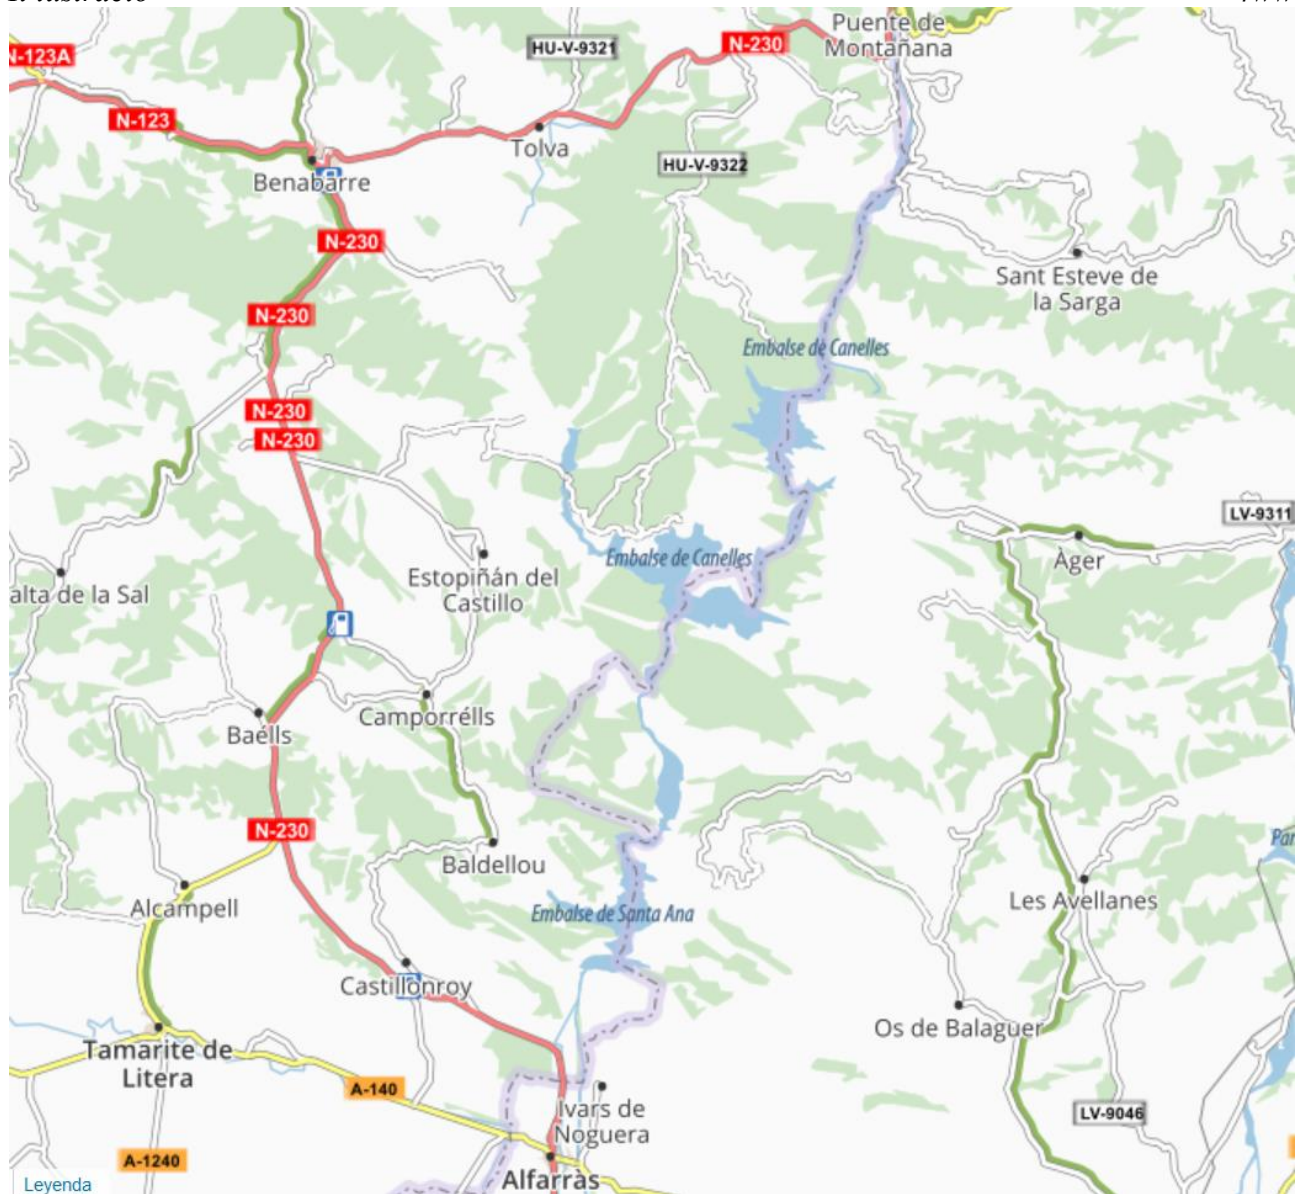 Puente de
Montañana
N-123A
HU-V-9321
N-230
N-123
Tolva
HU-V-9322
Benabarre
N-230
Sant Esteve de
la Sarga
N-230
Embalse de Canelles
N-230
N-230
LV-9311
Embalse de Canelles
Àger
Estopiñán del
Castillo
alta de la Sal
Camporrélls
Baélls
N-230
Baldellou
Les Avellanes
Alcampell
Embalse de Santa Ana
Castillonroy
Os de Balaguer
Tamarite de
Litera
A-140
Ivars de
Noguera
LV-9046
A-1240
Alfarràs
Leyenda